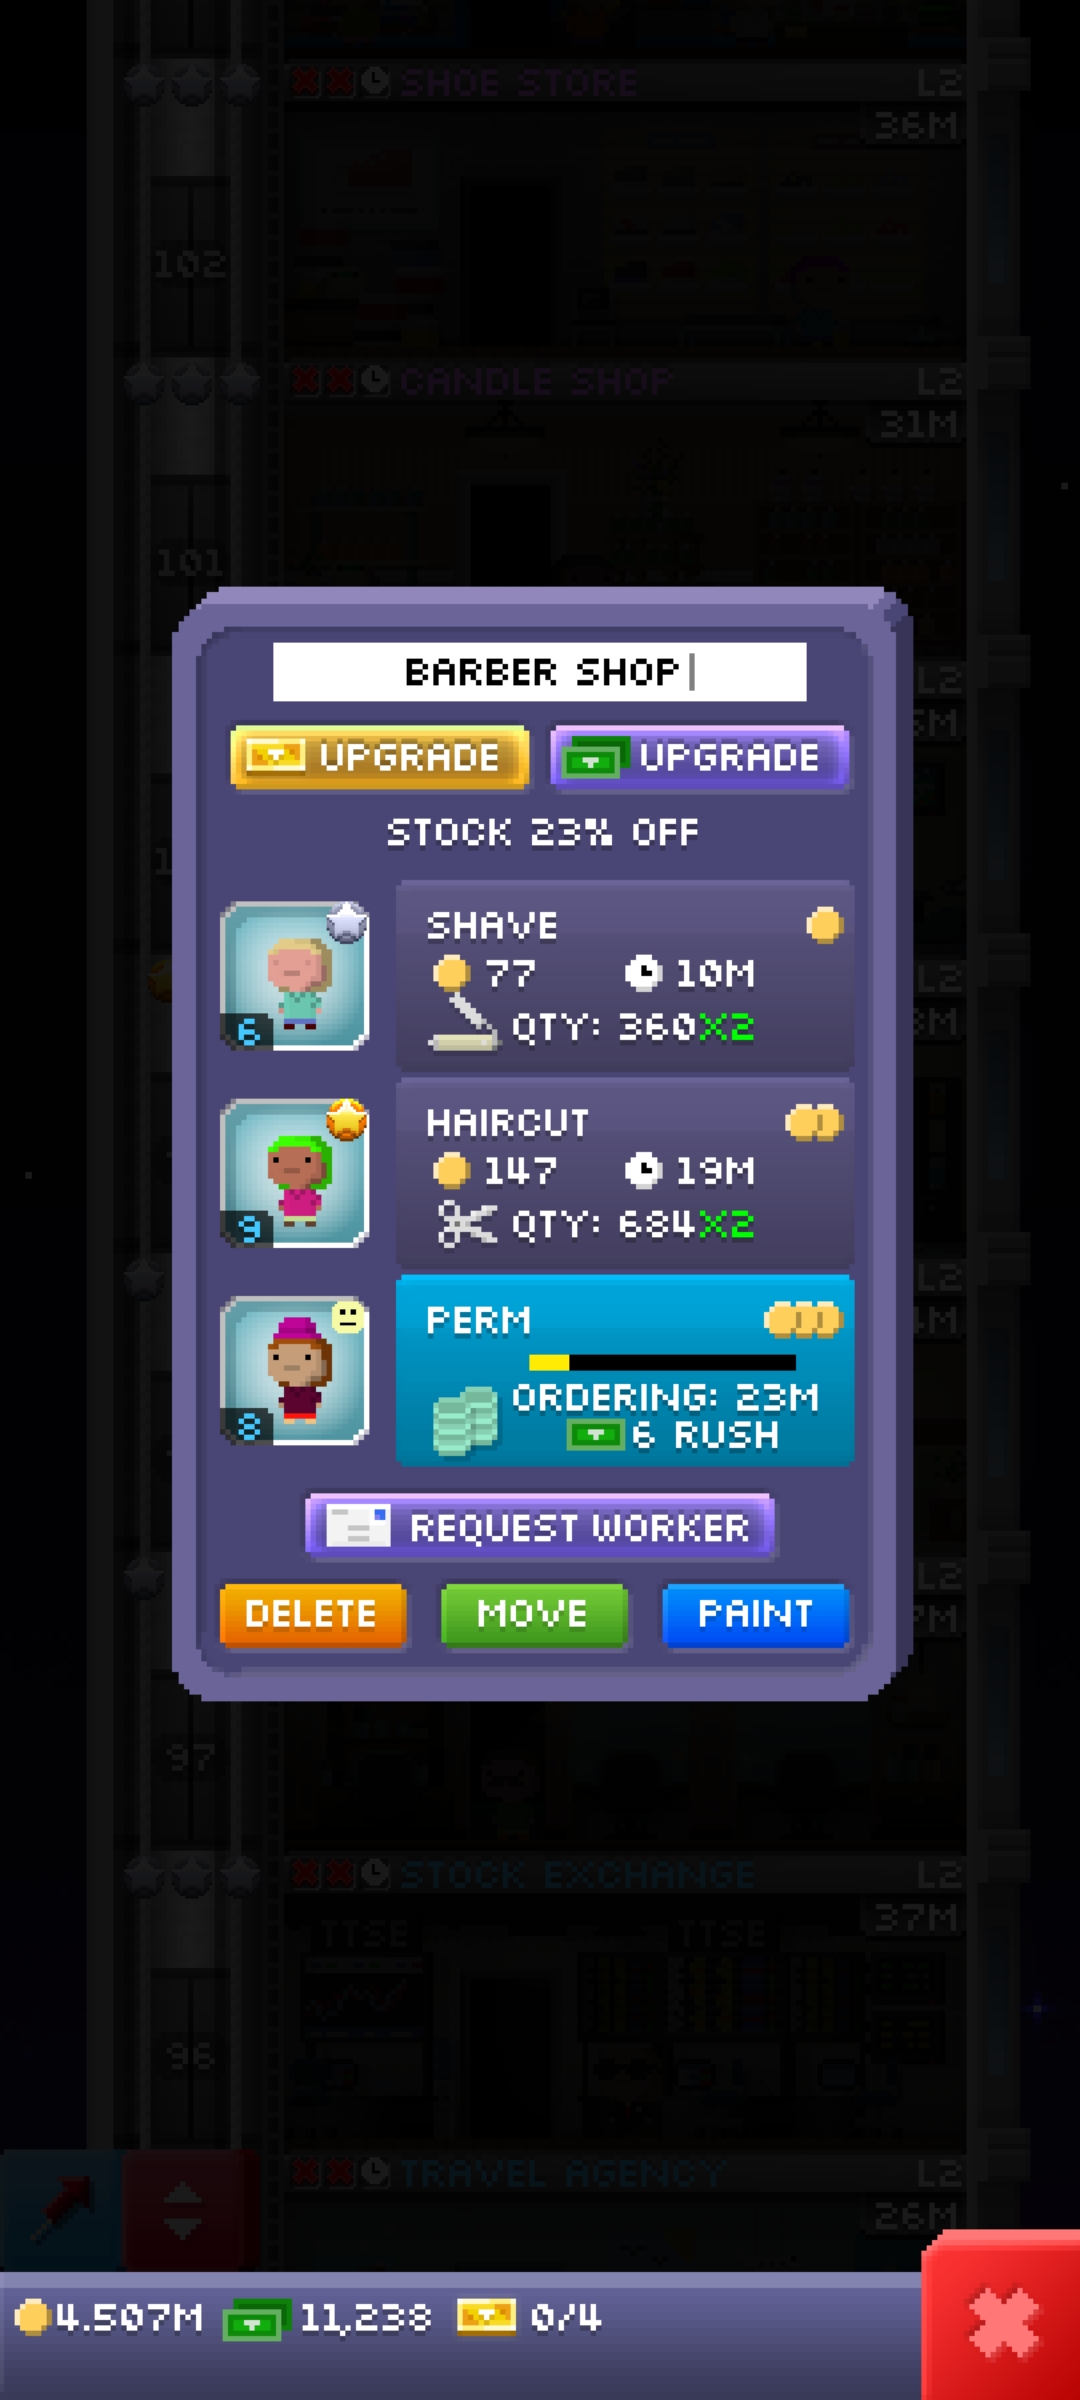 SHOE STORE L2
36M
102
CANDLE SHOP L2
31M
101
BARBER SHOP
UPGRADE UPGRADE
STOCK 23% OFF
SHAVE
77 10M
6 QTY: 360X2
HAIRCUT
147 19M
9 QTY: 684X2
PERM
ORDERING: 23M
8 6 RUSH
REQUEST WORKER
DELETE MOVE PAINT
97
STOCK EXCHANGE L2
37M
TTSE TTSE
96
TRAVEL AGENCY L2
26M
4.507M 11,238 0/4